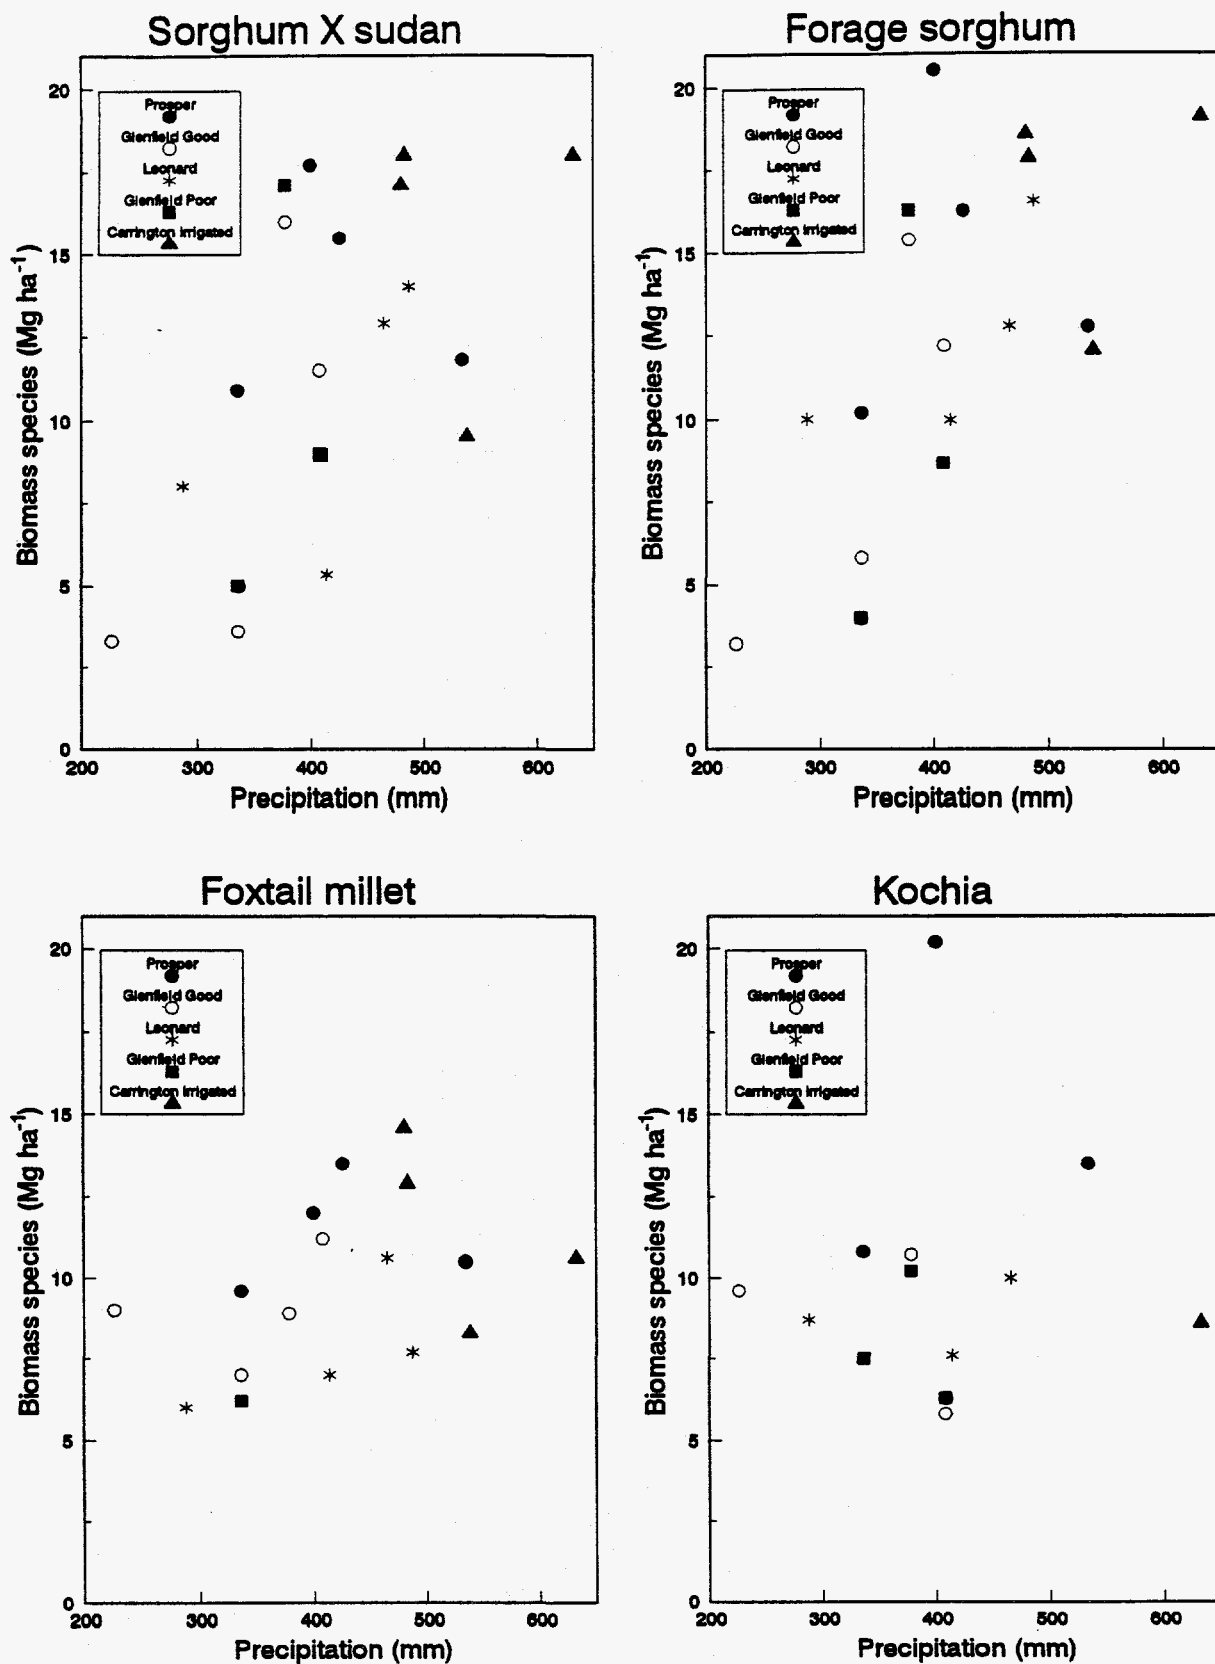 Sorghum X sudan
20
15
10
5
0
Biomass species (Mg ha⁻¹)
Prosper
Glenfield Good
Leonard
Glenfield Poor
Carrington Irrigated
200 300 400 500 600
Precipitation (mm)
Forage sorghum
20
15
10
5
0
Biomass species (Mg ha⁻¹)
Prosper
Glenfield Good
Leonard
Glenfield Poor
Carrington Irrigated
200 300 400 500 600
Precipitation (mm)
Foxtail millet
20
15
10
5
0
Biomass species (Mg ha⁻¹)
Prosper
Glenfield Good
Leonard
Glenfield Poor
Carrington Irrigated
200 300 400 500 600
Precipitation (mm)
Kochia
20
15
10
5
0
Biomass species (Mg ha⁻¹)
Prosper
Glenfield Good
Leonard
Glenfield Poor
Carrington Irrigated
200 300 400 500 600
Precipitation (mm)